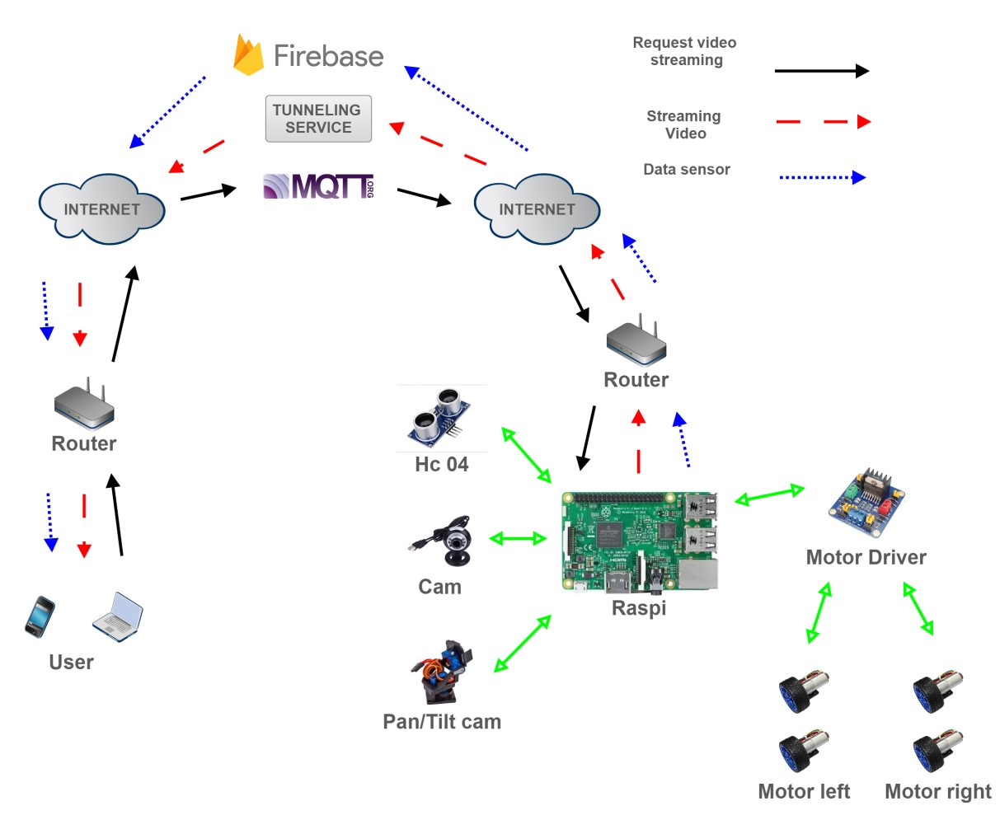 Firebase
Request video
streaming
TUNNELING
SERVICE
Streaming
Video
Data sensor
MQTT.ORG
INTERNET
INTERNET
Router
Router
Hc 04
Cam
Motor Driver
Raspi
User
Pan/Tilt cam
Motor left
Motor right